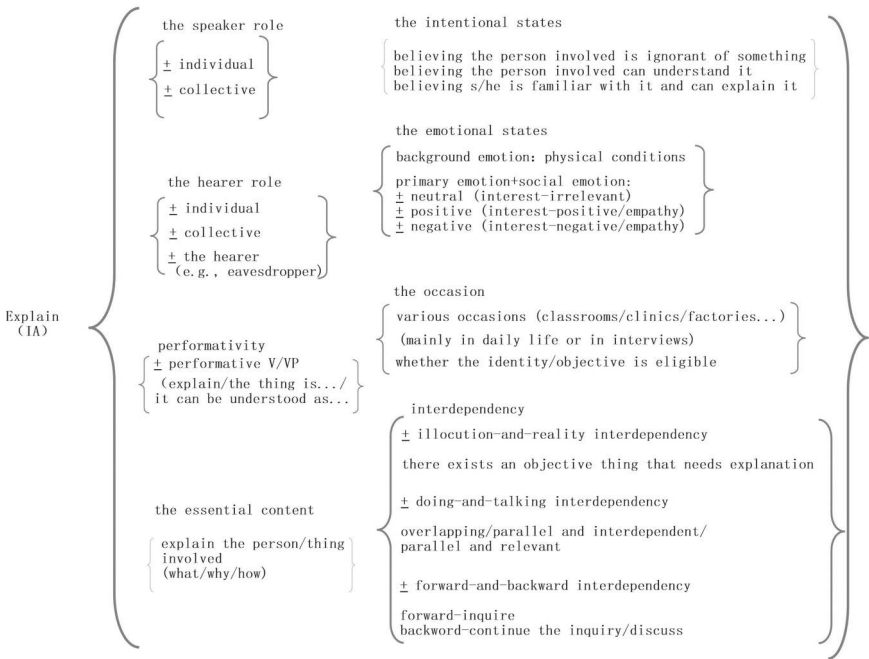 Explain
(IA)
the speaker role
± individual
± collective
the hearer role
± individual
± collective
± the hearer
(e.g., eavesdropper)
performativity
± performative V/VP
(explain/the thing is.../
it can be understood as...
the essential content
explain the person/thing
involved
(what/why/how)
the intentional states
believing the person involved is ignorant of something
believing the person involved can understand it
believing s/he is familiar with it and can explain it
the emotional states
background emotion: physical conditions
primary emotion+social emotion:
± neutral (interest-irrelevant)
± positive (interest-positive/empathy)
± negative (interest-negative/empathy)
the occasion
various occasions (classrooms/clinics/factories...)
(mainly in daily life or in interviews)
whether the identity/objective is eligible
interdependency
± illocution-and-reality interdependency
there exists an objective thing that needs explanation
± doing-and-talking interdependency
overlapping/parallel and interdependent/
parallel and relevant
± forward-and-backward interdependency
forward-inquire
backword-continue the inquiry/discuss